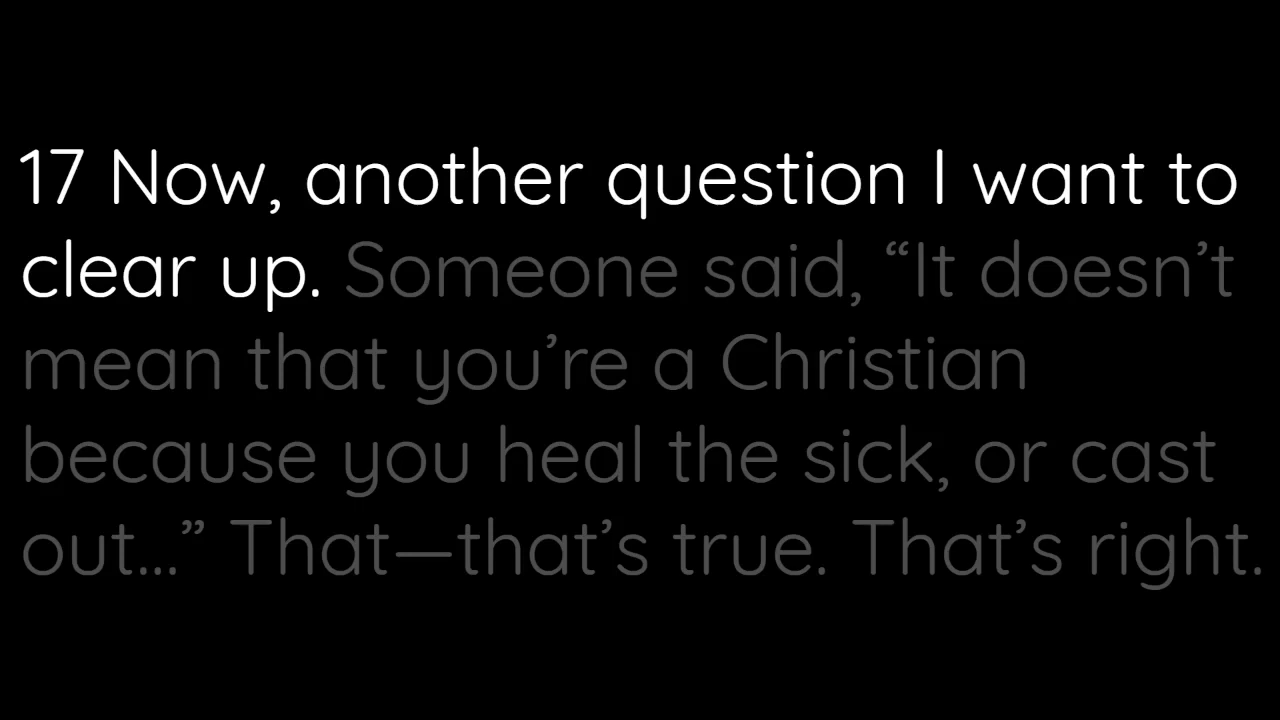 17 Now, another question I want to
clear up. Someone said, “It doesn’t
mean that you’re a Christian
because you heal the sick, or cast
out...” That—that’s true. That’s right.